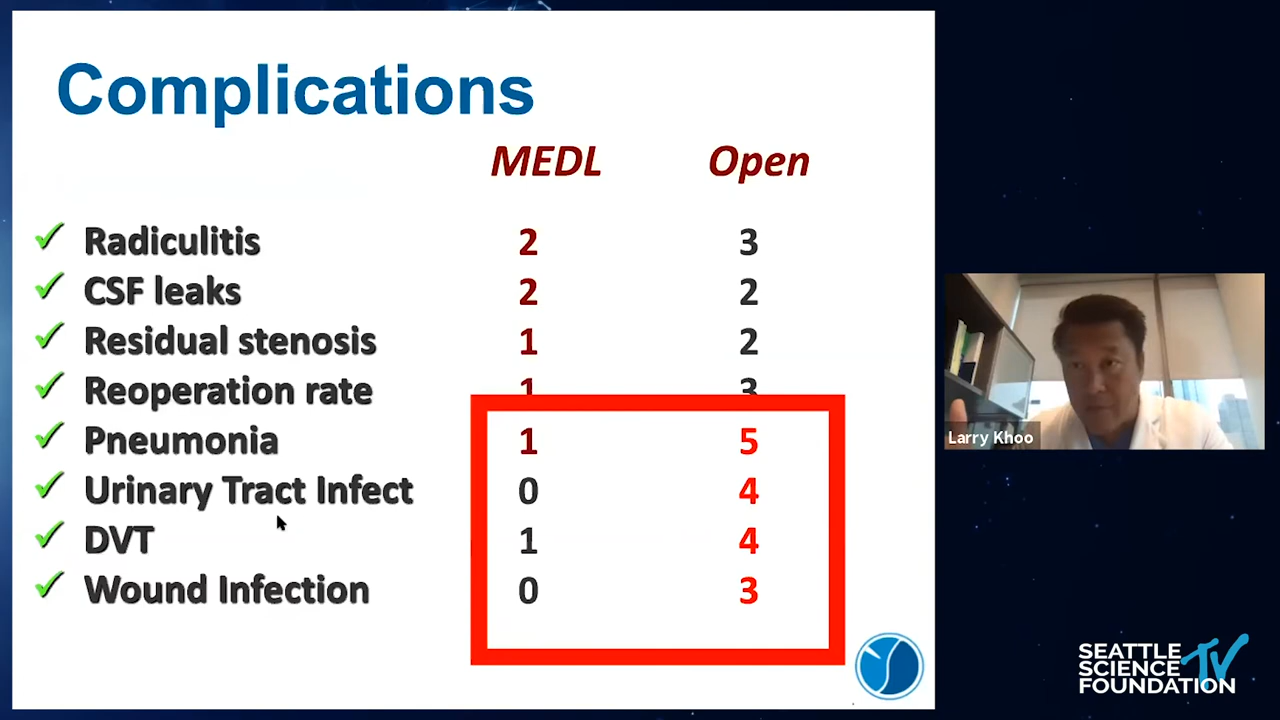 Complications
MEDL Open
Radiculitis 2 3
CSF leaks 2 2
Residual stenosis 1 2
Reoperation rate 1 3
Pneumonia 1 5
Urinary Tract Infect 0 4
DVT 1 4
Wound Infection 0 3
Larry Khoo
SEATTLE
SCIENCE TV
FOUNDATION